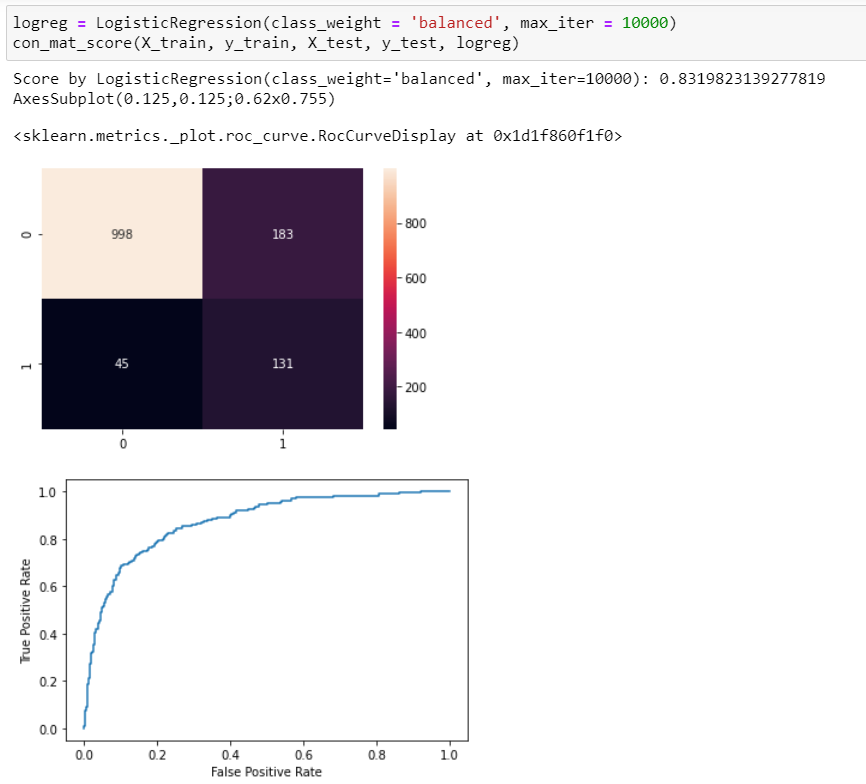 logreg = LogisticRegression(class_weight = 'balanced', max_iter = 10000)
con_mat_score(X_train, y_train, X_test, y_test, logreg)
Score by LogisticRegression(class_weight='balanced', max_iter=10000): 0.8319823139277819
AxesSubplot(0.125,0.125;0.62x0.755)
<sklearn.metrics._plot.roc_curve.RocCurveDisplay at 0x1d1f860f1f0>
0
998
183
1
45
131
0
1
800
600
400
200
1.0
0.8
0.6
0.4
0.2
0.0
True Positive Rate
0.0 0.2 0.4 0.6 0.8 1.0
False Positive Rate